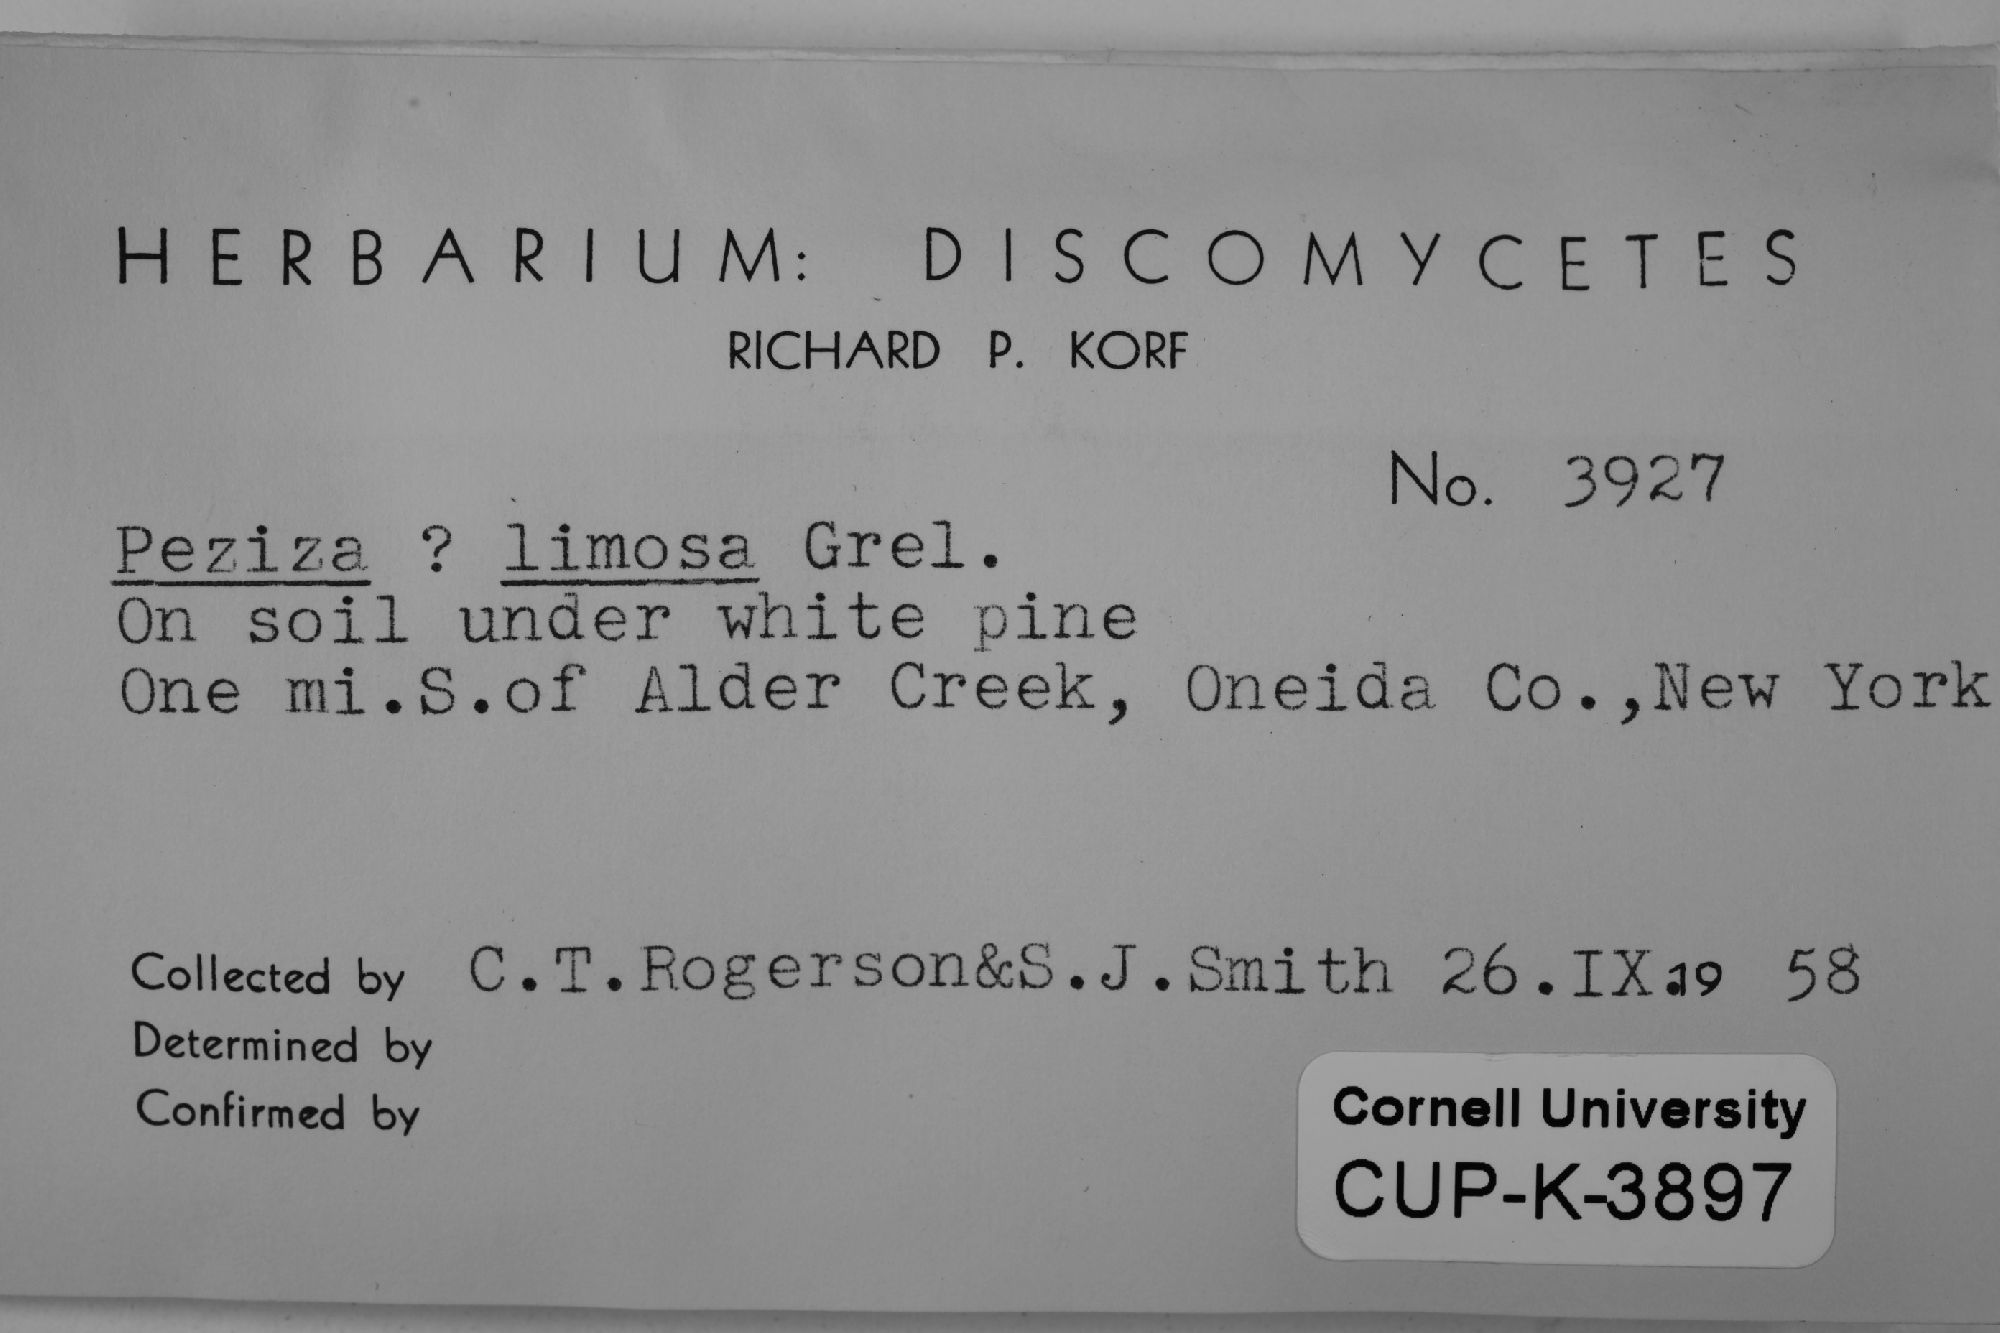 HERBARIUM: DISCOMYCETES
RICHARD P. KORF
No. 3927
Peziza ? limosa Grel.
On soil under white pine
One mi.S.of Alder Creek, Oneida Co.,New York
Collected by C.T.Rogerson&S.J.Smith 26.IX.19 58
Determined by
Confirmed by
Cornell University
CUP-K-3897